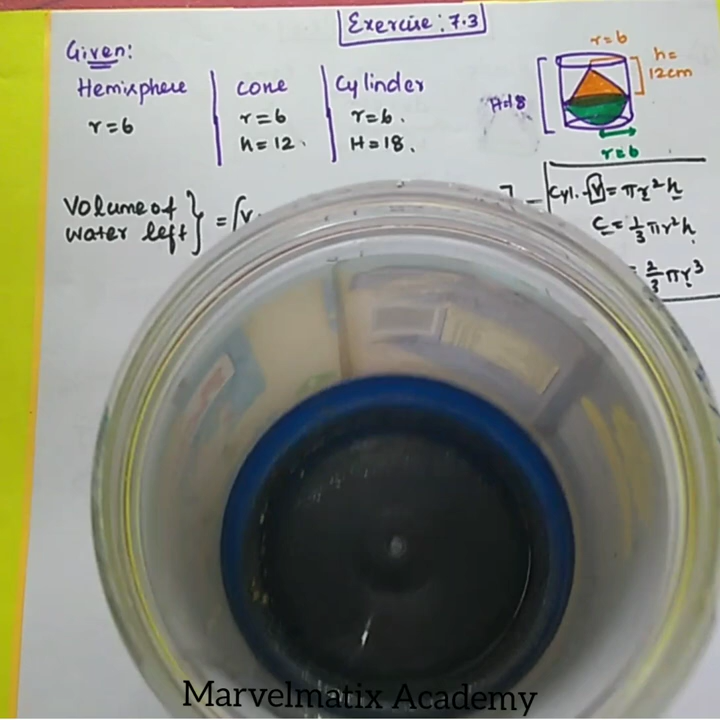 Exercise: 7.3
Given:
Hemisphere
r=6
cone
r=6
h=12.
Cylinder
r=6.
H=18.
r=6
h=
12cm
H=18
r=6
Volume of
water left } = [V
] =
Cyl. V = πr²h
C = 1/3 πr²h
= 2/3 πr³
Marvelmatix Academy